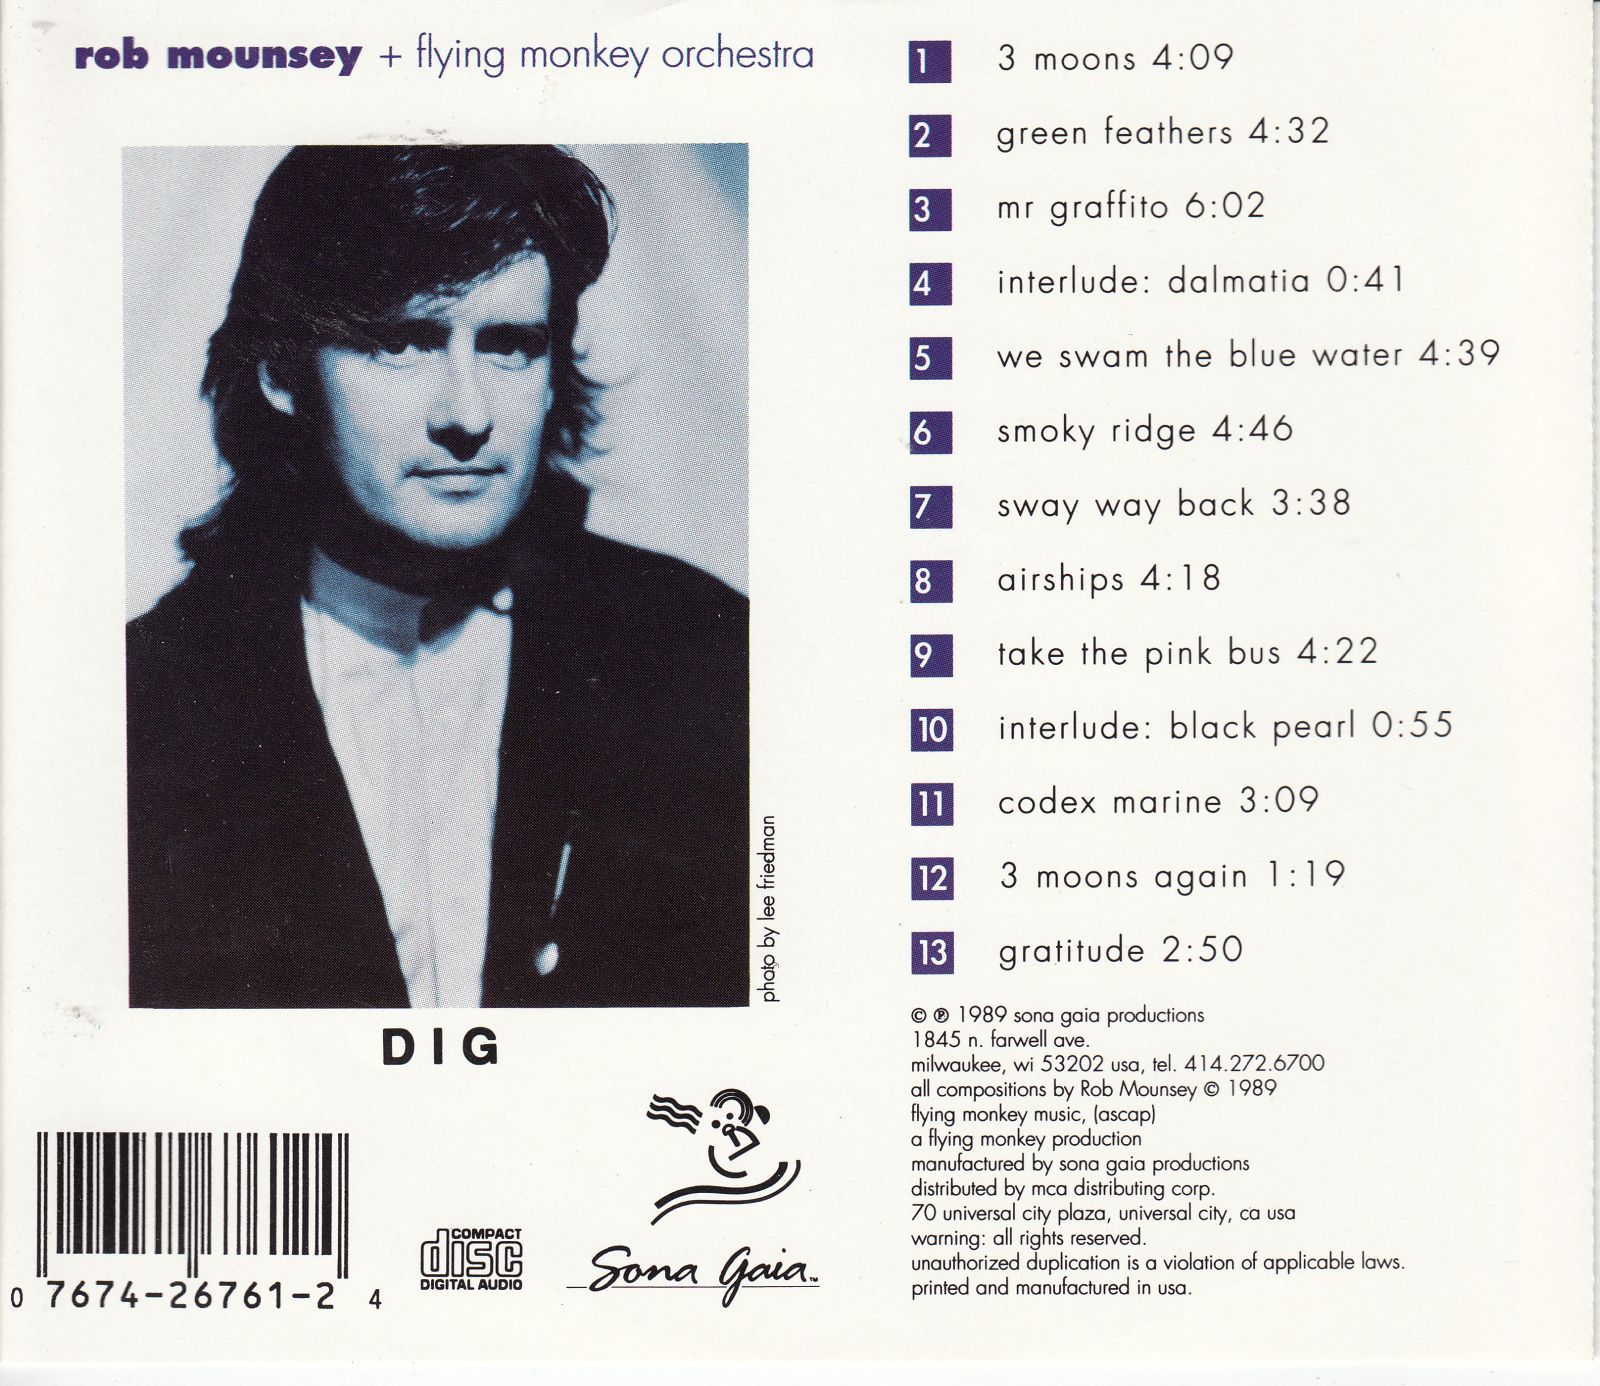 rob mounsey + flying monkey orchestra
photo by lee friedman
DIG
0 7674-26761-2 4
COMPACT
disc
DIGITAL AUDIO
Sona Gaia™
1 3 moons 4:09
2 green feathers 4:32
3 mr graffito 6:02
4 interlude: dalmatia 0:41
5 we swam the blue water 4:39
6 smoky ridge 4:46
7 sway way back 3:38
8 airships 4:18
9 take the pink bus 4:22
10 interlude: black pearl 0:55
11 codex marine 3:09
12 3 moons again 1:19
13 gratitude 2:50
© ℗ 1989 sona gaia productions
1845 n. farwell ave.
milwaukee, wi 53202 usa, tel. 414.272.6700
all compositions by Rob Mounsey © 1989
flying monkey music, (ascap)
a flying monkey production
manufactured by sona gaia productions
distributed by mca distributing corp.
70 universal city plaza, universal city, ca usa
warning: all rights reserved.
unauthorized duplication is a violation of applicable laws.
printed and manufactured in usa.